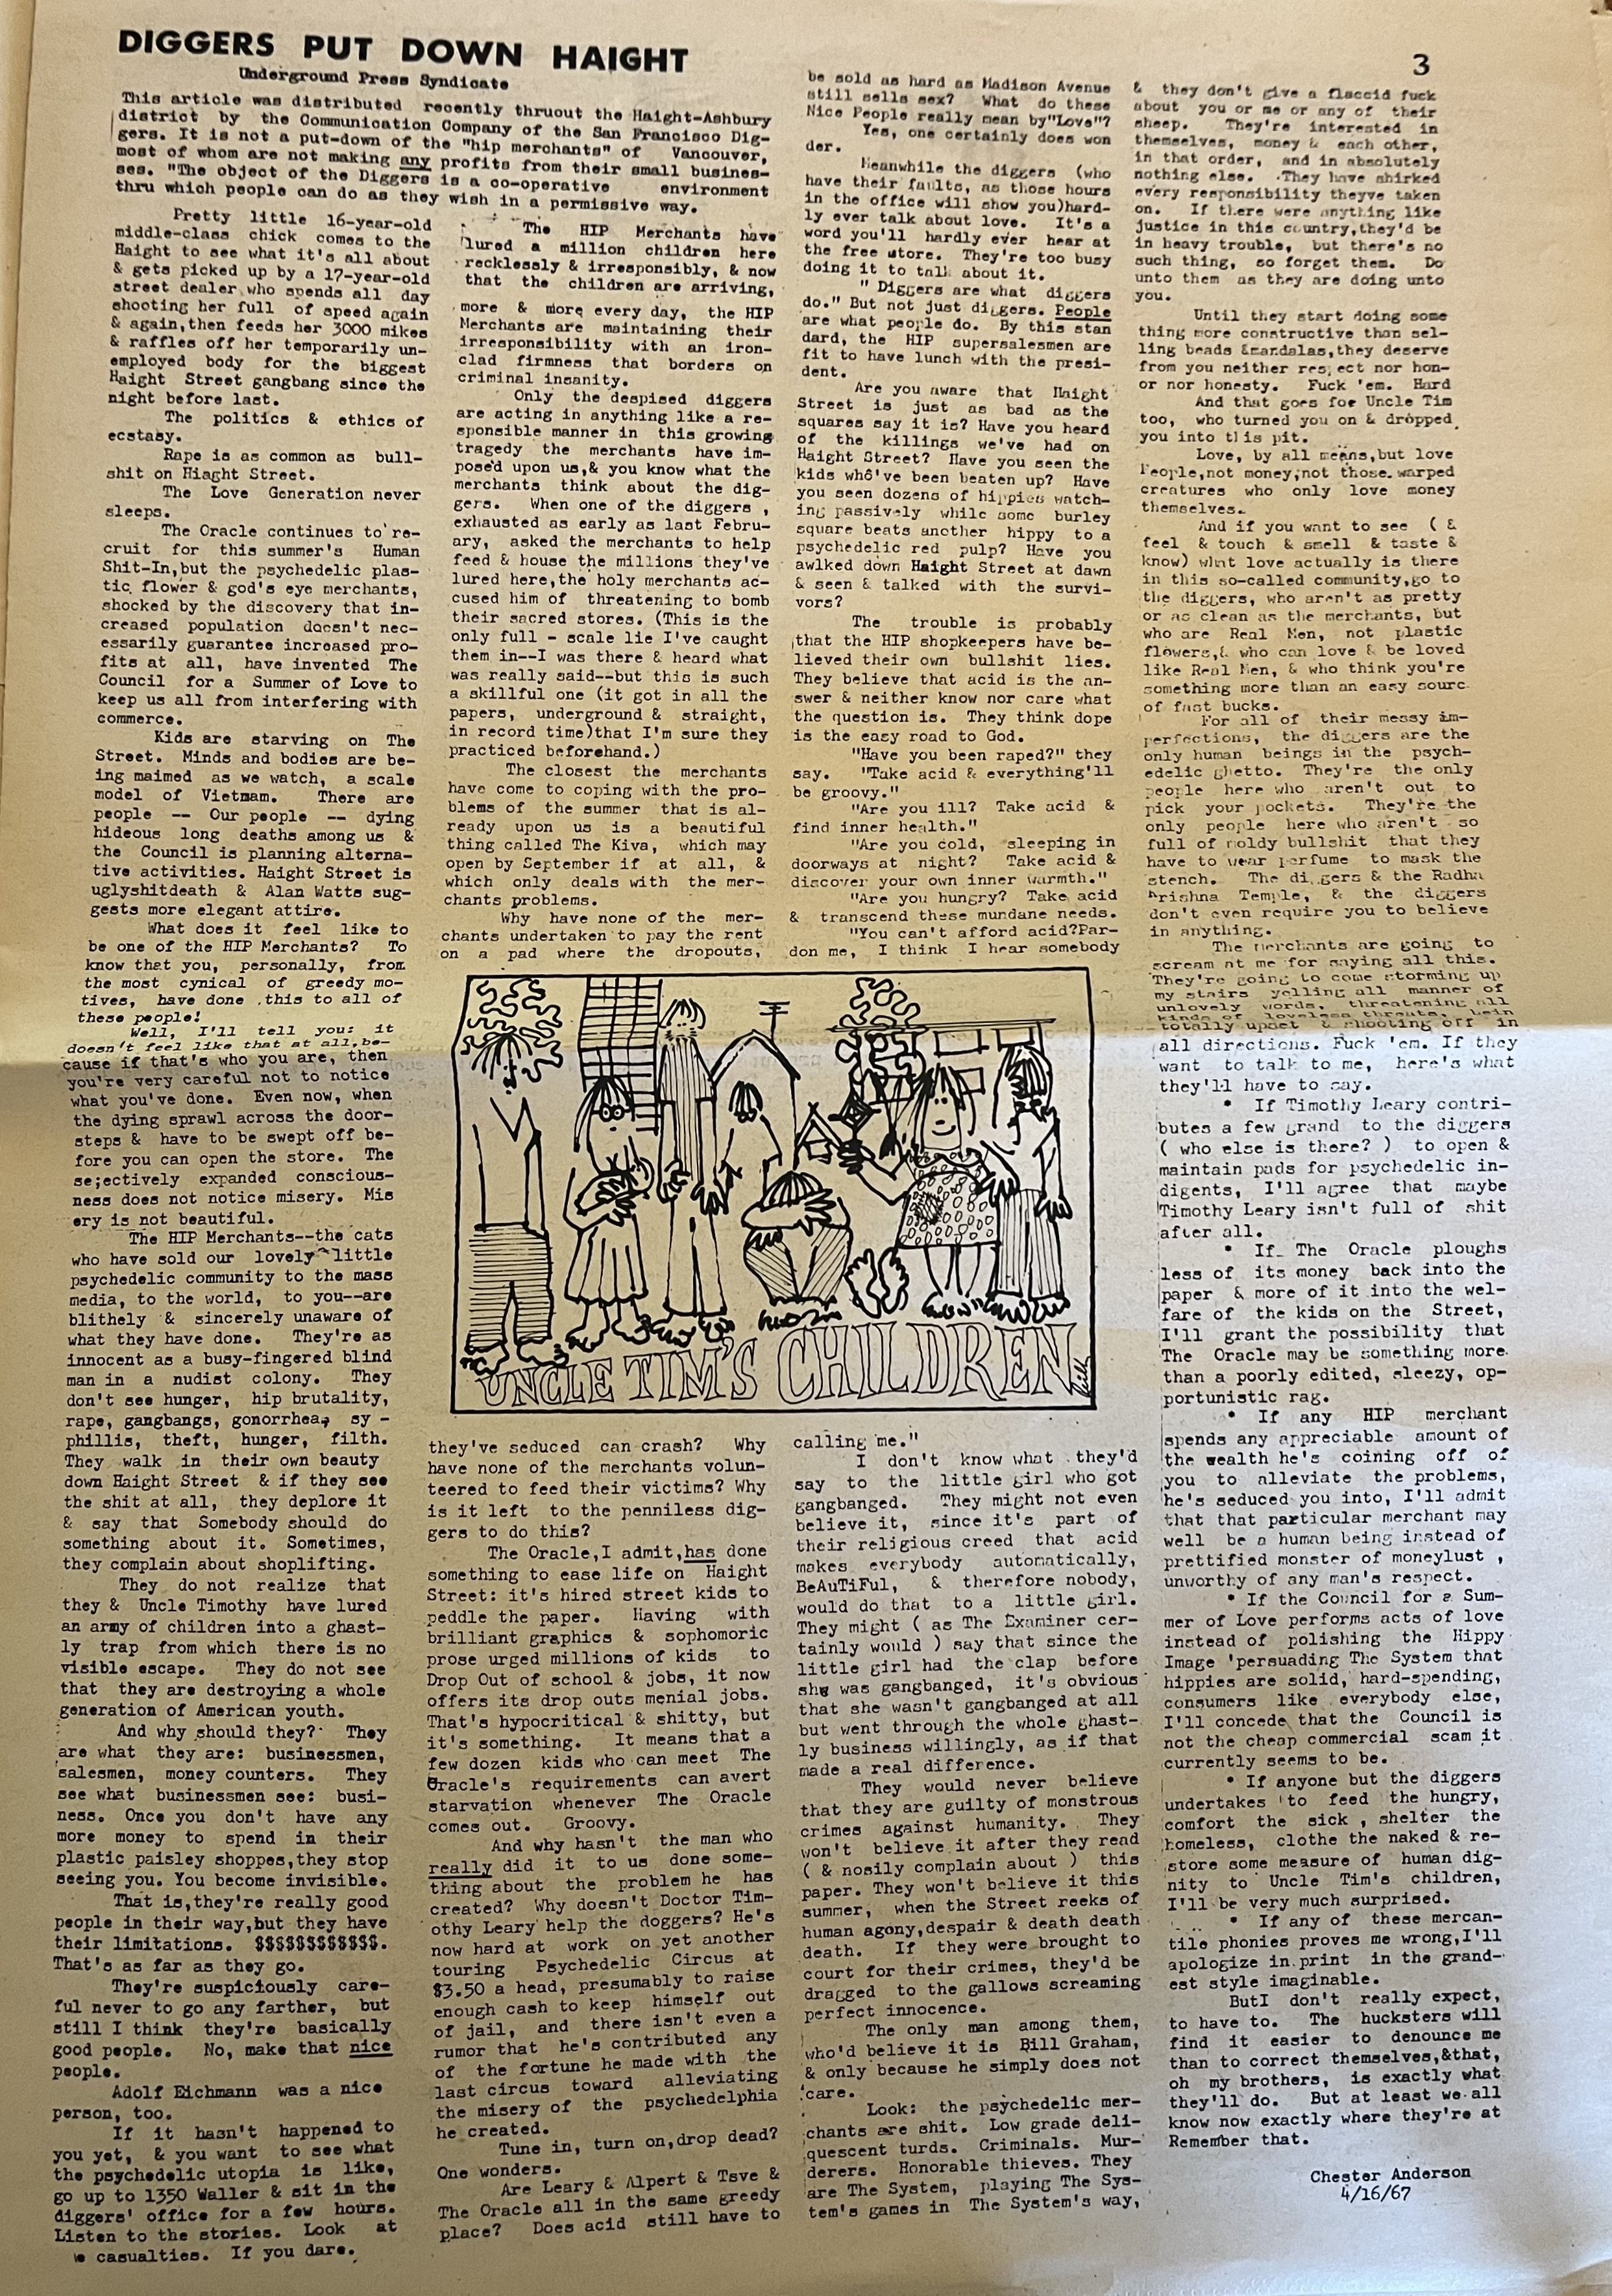 DIGGERS PUT DOWN HAIGHT
3
Underground Press Syndicate
This article was distributed recently thruout the Haight-Ashbury
district by the Communication Company of the San Francisco Dig-
gers. It is not a put-down of the "hip merchants" of Vancouver,
most of whom are not making any profits from their small busines-
ses. "The object of the Diggers is a co-operative environment
thru which people can do as they wish in a permissive way.
Pretty little 16-year-old
middle-class chick comes to the
Haight to see what it's all about
& gets picked up by a 17-year-old
street dealer who spends all day
shooting her full of speed again
& again,then feeds her 3000 mikes
& raffles off her temporarily un-
employed body for the biggest
Haight Street gangbang since the
night before last.
The politics & ethics of
ecstasy.
Rape is as common as bull-
shit on Hiaght Street.
The Love Generation never
sleeps.
The Oracle continues to re-
cruit for this summer's Human
Shit-In,but the psychedelic plas-
tic flower & god's eye merchants,
shocked by the discovery that in-
creased population doesn't nec-
essarily guarantee increased pro-
fits at all, have invented The
Council for a Summer of Love to
keep us all from interfering with
commerce.
Kids are starving on The
Street. Minds and bodies are be-
ing maimed as we watch, a scale
model of Vietnam. There are
people -- Our people -- dying
hideous long deaths among us &
the Council is planning alterna-
tive activities. Haight Street is
uglyshitdeath & Alan Watts sug-
gests more elegant attire.
What does it feel like to
be one of the HIP Merchants? To
know that you, personally, from
the most cynical of greedy mo-
tives, have done this to all of
these people!
Well, I'll tell you: it
doesn't feel like that at all,be-
cause if that's who you are, then
you're very careful not to notice
what you've done. Even now, when
the dying sprawl across the door-
steps & have to be swept off be-
fore you can open the store. The
se;ectively expanded conscious-
ness does not notice misery. Mis
ery is not beautiful.
The HIP Merchants--the cats
who have sold our lovely little
psychedelic community to the mass
media, to the world, to you--are
blithely & sincerely unaware of
what they have done. They're as
innocent as a busy-fingered blind
man in a nudist colony. They
don't see hunger, hip brutality,
rape, gangbangs, gonorrhea, sy -
phillis, theft, hunger, filth.
They walk in their own beauty
down Haight Street & if they see
the shit at all, they deplore it
& say that Somebody should do
something about it. Sometimes,
they complain about shoplifting.
They do not realize that
they & Uncle Timothy have lured
an army of children into a ghast-
ly trap from which there is no
visible escape. They do not see
that they are destroying a whole
generation of American youth.
And why should they? They
are what they are: businessmen,
salesmen, money counters. They
see what businessmen see: busi-
ness. Once you don't have any
more money to spend in their
plastic paisley shoppes,they stop
seeing you. You become invisible.
That is,they're really good
people in their way,but they have
their limitations. $$$$$$$$$$$$$.
That's as far as they go.
They're suspiciously care-
ful never to go any farther, but
still I think they're basically
good people. No, make that nice
people.
Adolf Eichmann was a nice
person, too.
If it hasn't happened to
you yet, & you want to see what
the psychedelic utopia is like,
go up to 1350 Waller & sit in the
diggers' office for a few hours.
Listen to the stories. Look at
casualties. If you dare.
The HIP Merchants have
lured a million children here
recklessly & irresponsibly, & now
that the children are arriving,
more & more every day, the HIP
Merchants are maintaining their
irresponsibility with an iron-
clad firmness that borders on
criminal insanity.
Only the despised diggers
are acting in anything like a re-
sponsible manner in this growing
tragedy the merchants have im-
posed upon us,& you know what the
merchants think about the dig-
gers. When one of the diggers ,
exhausted as early as last Febru-
ary, asked the merchants to help
feed & house the millions they've
lured here,the holy merchants ac-
cused him of threatening to bomb
their sacred stores. (This is the
only full - scale lie I've caught
them in--I was there & heard what
was really said--but this is such
a skillful one (it got in all the
papers, underground & straight,
in record time)that I'm sure they
practiced beforehand.)
The closest the merchants
have come to coping with the pro-
blems of the summer that is al-
ready upon us is a beautiful
thing called The Kiva, which may
open by September if at all, &
which only deals with the mer-
chants problems.
Why have none of the mer-
chants undertaken to pay the rent
on a pad where the dropouts,
UNCLE TIM'S CHILDREN
they've seduced can crash? Why
have none of the merchants volun-
teered to feed their victims? Why
is it left to the penniless dig-
gers to do this?
The Oracle,I admit,has done
something to ease life on Haight
Street: it's hired street kids to
peddle the paper. Having with
brilliant graphics & sophomoric
prose urged millions of kids to
Drop Out of school & jobs, it now
offers its drop outs menial jobs.
That's hypocritical & shitty, but
it's something. It means that a
few dozen kids who can meet The
Oracle's requirements can avert
starvation whenever The Oracle
comes out. Groovy.
And why hasn't the man who
really did it to us done some-
thing about the problem he has
created? Why doesn't Doctor Tim-
othy Leary help the doggers? He's
now hard at work on yet another
touring Psychedelic Circus at
$3.50 a head, presumably to raise
enough cash to keep himself out
of jail, and there isn't even a
rumor that he's contributed any
of the fortune he made with the
last circus toward alleviating
the misery of the psychedelphia
he created.
Tune in, turn on,drop dead?
One wonders.
Are Leary & Alpert & Tsve &
The Oracle all in the same greedy
place? Does acid still have to
be sold as hard as Madison Avenue
still sells sex? What do these
Nice People really mean by"Love"?
Yes, one certainly does won
der.
Meanwhile the diggers (who
have their faults, as those hours
in the office will show you)hard-
ly ever talk about love. It's a
word you'll hardly ever hear at
the free store. They're too busy
doing it to talk about it.
" Diggers are what diggers
do." But not just diggers. People
are what people do. By this stan
dard, the HIP supersalesmen are
fit to have lunch with the presi-
dent.
Are you aware that Haight
Street is just as bad as the
squares say it is? Have you heard
of the killings we've had on
Haight Street? Have you seen the
kids who've been beaten up? Have
you seen dozens of hippies watch-
ing passively while some burley
square beats another hippy to a
psychedelic red pulp? Have you
awlked down Haight Street at dawn
& seen & talked with the survi-
vors?
The trouble is probably
that the HIP shopkeepers have be-
lieved their own bullshit lies.
They believe that acid is the an-
swer & neither know nor care what
the question is. They think dope
is the easy road to God.
"Have you been raped?" they
say. "Take acid & everything'll
be groovy."
"Are you ill? Take acid &
find inner health."
"Are you cold, sleeping in
doorways at night? Take acid &
discover your own inner warmth."
"Are you hungry? Take acid
& transcend these mundane needs.
"You can't afford acid?Par-
don me, I think I hear somebody
calling me."
I don't know what they'd
say to the little girl who got
gangbanged. They might not even
believe it, since it's part of
their religious creed that acid
makes everybody automatically,
BeAuTiFul, & therefore nobody,
would do that to a little girl.
They might ( as The Examiner cer-
tainly would ) say that since the
little girl had the clap before
she was gangbanged, it's obvious
that she wasn't gangbanged at all
but went through the whole ghast-
ly business willingly, as if that
made a real difference.
They would never believe
that they are guilty of monstrous
crimes against humanity. They
won't believe it after they read
( & nosily complain about ) this
paper. They won't believe it this
summer, when the Street reeks of
human agony,despair & death death
death. If they were brought to
court for their crimes, they'd be
dragged to the gallows screaming
perfect innocence.
The only man among them,
who'd believe it is Bill Graham,
& only because he simply does not
care.
Look: the psychedelic mer-
chants are shit. Low grade deli-
quescent turds. Criminals. Mur-
derers. Honorable thieves. They
are The System, playing The Sys-
tem's games in The System's way,
& they don't give a flaccid fuck
about you or me or any of their
sheep. They're interested in
themselves, money & each other,
in that order, and in absolutely
nothing else. They have shirked
every responsibility theyve taken
on. If there were anything like
justice in this country,they'd be
in heavy trouble, but there's no
such thing, so forget them. Do
unto them as they are doing unto
you.
Until they start doing some
thing more constructive than sel-
ling beads &mandalas,they deserve
from you neither respect nor hon-
or nor honesty. Fuck 'em. Hard
And that goes for Uncle Tim
too, who turned you on & dropped
you into this pit.
Love, by all means,but love
People,not money,not those warped
creatures who only love money
themselves.
And if you want to see ( &
feel & touch & smell & taste &
know) what love actually is there
in this so-called community,go to
the diggers, who aren't as pretty
or as clean as the merchants, but
who are Real Men, not plastic
flowers,& who can love & be loved
like Real Men, & who think you're
something more than an easy sourc
of fast bucks.
For all of their messy im-
perfections, the diggers are the
only human beings in the psych-
edelic ghetto. They're the only
people here who aren't out to
pick your pockets. They're the
only people here who aren't so
full of moldy bullshit that they
have to wear perfume to mask the
stench. The diggers & the Radha
Krishna Temple, & the diggers
don't even require you to believe
in anything.
The merchants are going to
scream at me for saying all this.
They're going to come storming up
my stairs yelling all manner of
unlovely words, threatening all
kinds of loveless threats, bein
totally upset & shooting off in
all directions. Fuck 'em. If they
want to talk to me, here's what
they'll have to say.
* If Timothy Leary contri-
butes a few grand to the diggers
( who else is there? ) to open &
maintain pads for psychedelic in-
digents, I'll agree that maybe
Timothy Leary isn't full of shit
after all.
* If The Oracle ploughs
less of its money back into the
paper & more of it into the wel-
fare of the kids on the Street,
I'll grant the possibility that
The Oracle may be something more
than a poorly edited, sleezy, op-
portunistic rag.
* If any HIP merchant
spends any appreciable amount of
the wealth he's coining off of
you to alleviate the problems,
he's seduced you into, I'll admit
that that particular merchant may
well be a human being instead of
prettified monster of moneylust ,
unworthy of any man's respect.
* If the Council for a Sum-
mer of Love performs acts of love
instead of polishing the Hippy
Image 'persuading The System that
hippies are solid, hard-spending,
consumers like everybody else,
I'll concede that the Council is
not the cheap commercial scam it
currently seems to be.
* If anyone but the diggers
undertakes to feed the hungry,
comfort the sick , shelter the
homeless, clothe the naked & re-
store some measure of human dig-
nity to Uncle Tim's children,
I'll be very much surprised.
* If any of these mercan-
tile phonies proves me wrong,I'll
apologize in print in the grand-
est style imaginable.
ButI don't really expect,
to have to. The hucksters will
find it easier to denounce me
than to correct themselves,&that,
oh my brothers, is exactly what
they'll do. But at least we all
know now exactly where they're at
Remember that.
Chester Anderson
4/16/67